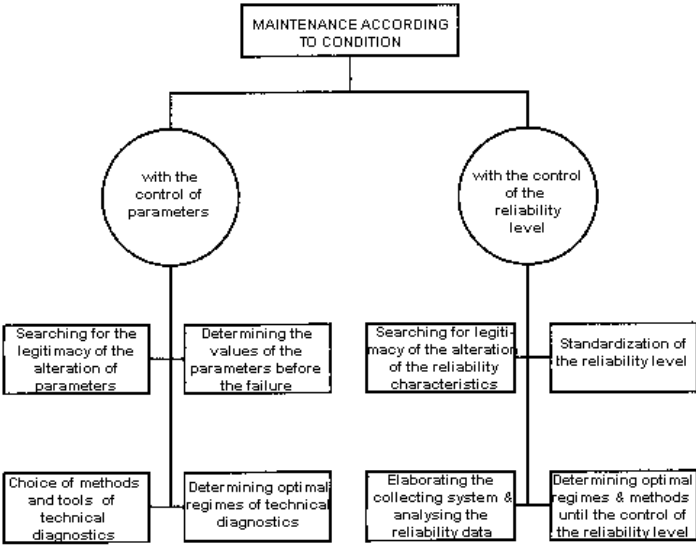 MAINTENANCE ACCORDING
TO CONDITION
with the
control of
parameters
with the control
of the
reliability
level
Searching for the
legitimacy of the
alteration of
parameters
Determining the
values of the
parameters before
the failure
Searching for legiti-
macy of the alteration
of the reliability
characteristics
Standardization of
the reliability level
Choice of methods
and tools of
technical
diagnostics
Determining optimal
regimes of technical
diagnostics
Elaborating the
collecting system &
analysing the
reliability data
Determining optimal
regimes & methods
until the control of
the reliability level